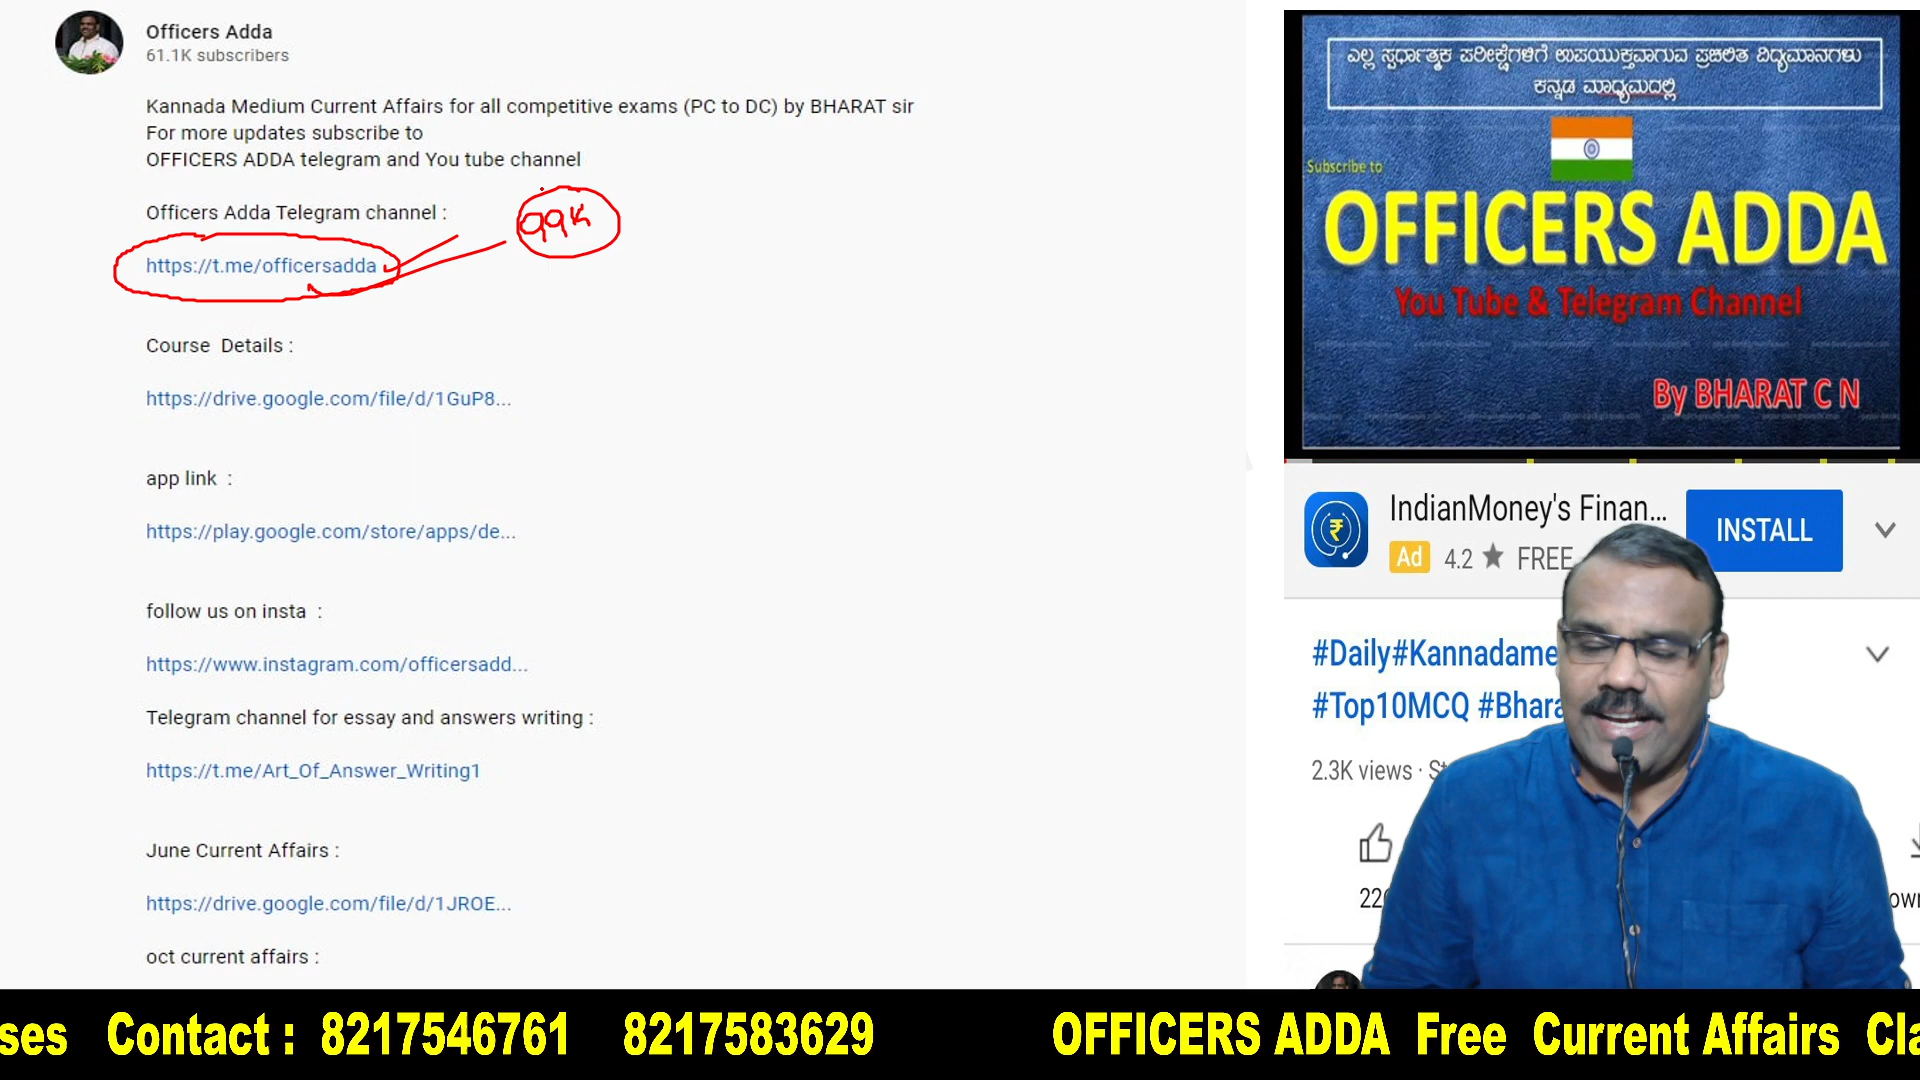 Officers Adda
61.1K subscribers
Kannada Medium Current Affairs for all competitive exams (PC to DC) by BHARAT sir
For more updates subscribe to
OFFICERS ADDA telegram and You tube channel
Officers Adda Telegram channel :
99K
https://t.me/officersadda
Course Details :
https://drive.google.com/file/d/1GuP8...
app link :
https://play.google.com/store/apps/de...
follow us on insta :
https://www.instagram.com/officersadd...
Telegram channel for essay and answers writing :
https://t.me/Art_Of_Answer_Writing1
June Current Affairs :
https://drive.google.com/file/d/1JROE...
oct current affairs :
ಎಲ್ಲ ಸ್ಪರ್ಧಾತ್ಮಕ ಪರೀಕ್ಷೆಗಳಿಗೆ ಉಪಯುಕ್ತವಾಗುವ ಪ್ರಚಲಿತ ವಿದ್ಯಮಾನಗಳು
ಕನ್ನಡ ಮಾಧ್ಯಮದಲ್ಲಿ
Subscribe to
OFFICERS ADDA
You Tube & Telegram Channel
By BHARAT C N
IndianMoney's Finan...
INSTALL
Ad 4.2 ★ FREE
#Daily#Kannadame
#Top10MCQ #Bhara
2.3K views · St
22
ow
ses Contact : 8217546761 8217583629 OFFICERS ADDA Free Current Affairs Cla